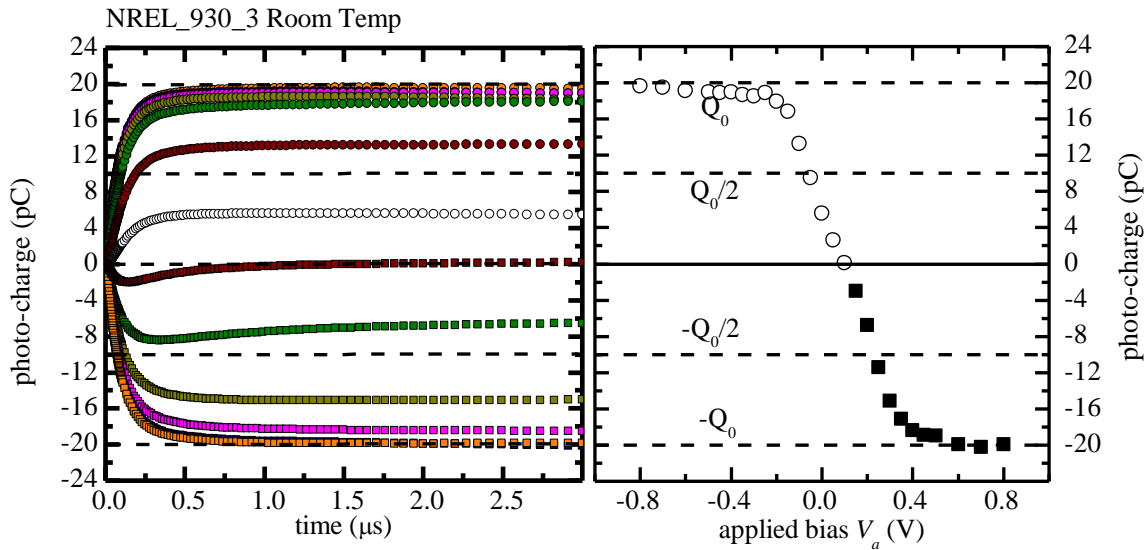 NREL_930_3 Room Temp
photo-charge (pC)
24
20
16
12
8
4
0
-4
-8
-12
-16
-20
-24
0.0 0.5 1.0 1.5 2.0 2.5
time (μs)
Q0
Q0/2
-Q0/2
-Q0
-0.8 -0.4 0.0 0.4 0.8
applied bias Va (V)
24
20
16
12
8
4
0
-4
-8
-12
-16
-20
-24
photo-charge (pC)